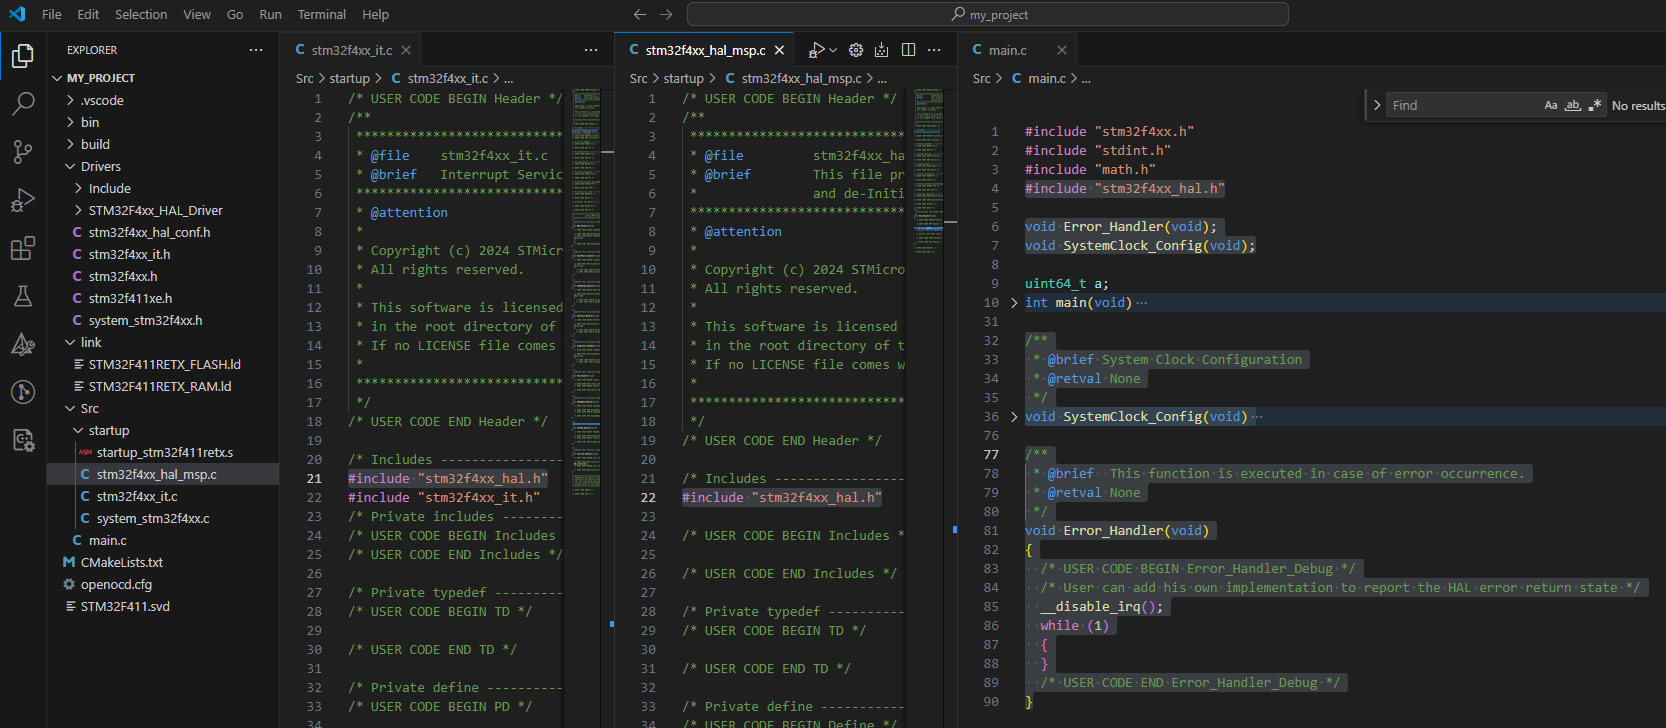 File Edit Selection View Go Run Terminal Help
my_project
EXPLORER
MY_PROJECT
.vscode
bin
build
Drivers
Include
STM32F4xx_HAL_Driver
C stm32f4xx_hal_conf.h
C stm32f4xx_it.h
C stm32f4xx.h
C stm32f411xe.h
C system_stm32f4xx.h
link
STM32F411RETX_FLASH.ld
STM32F411RETX_RAM.ld
Src
startup
ASM startup_stm32f411retx.s
C stm32f4xx_hal_msp.c
C stm32f4xx_it.c
C system_stm32f4xx.c
C main.c
M CMakeLists.txt
openocd.cfg
STM32F411.svd
C stm32f4xx_it.c
Src > startup > C stm32f4xx_it.c > ...
1 /* USER CODE BEGIN Header */
2 /**
3 ***************************
4 * @file    stm32f4xx_it.c
5 * @brief   Interrupt Servic
6 ***************************
7 * @attention
8 *
9 * Copyright (c) 2024 STMicr
10 * All rights reserved.
11 *
12 * This software is licensed
13 * in the root directory of
14 * If no LICENSE file comes
15 *
16 ***************************
17 */
18 /* USER CODE END Header */
19
20 /* Includes ----------------
21 #include "stm32f4xx_hal.h"
22 #include "stm32f4xx_it.h"
23 /* Private includes --------
24 /* USER CODE BEGIN Includes
25 /* USER CODE END Includes */
26
27 /* Private typedef ---------
28 /* USER CODE BEGIN TD */
29
30 /* USER CODE END TD */
31
32 /* Private define ----------
33 /* USER CODE BEGIN PD */
34
C stm32f4xx_hal_msp.c
Src > startup > C stm32f4xx_hal_msp.c > ...
1 /* USER CODE BEGIN Header */
2 /**
3 ***************************
4 * @file         stm32f4xx_ha
5 * @brief        This file pr
6 *               and de-Initi
7 ***************************
8 * @attention
9 *
10 * Copyright (c) 2024 STMicro
11 * All rights reserved.
12 *
13 * This software is licensed
14 * in the root directory of t
15 * If no LICENSE file comes w
16 *
17 ***************************
18 */
19 /* USER CODE END Header */
20
21 /* Includes -----------------
22 #include "stm32f4xx_hal.h"
23
24 /* USER CODE BEGIN Includes *
25
26 /* USER CODE END Includes */
27
28 /* Private typedef ----------
29 /* USER CODE BEGIN TD */
30
31 /* USER CODE END TD */
32
33 /* Private define -----------
34 /* USER CODE BEGIN Define */
C main.c
Src > C main.c > ...
Find Aa ab .* No results
1 #include "stm32f4xx.h"
2 #include "stdint.h"
3 #include "math.h"
4 #include "stm32f4xx_hal.h"
5
6 void Error_Handler(void);
7 void SystemClock_Config(void);
8
9 uint64_t a;
10 int main(void) ...
31
32 /**
33 * @brief System Clock Configuration
34 * @retval None
35 */
36 void SystemClock_Config(void) ...
76
77 /**
78 * @brief  This function is executed in case of error occurrence.
79 * @retval None
80 */
81 void Error_Handler(void)
82 {
83 /* USER CODE BEGIN Error_Handler_Debug */
84 /* User can add his own implementation to report the HAL error return state */
85 __disable_irq();
86 while (1)
87 {
88 }
89 /* USER CODE END Error_Handler_Debug */
90 }